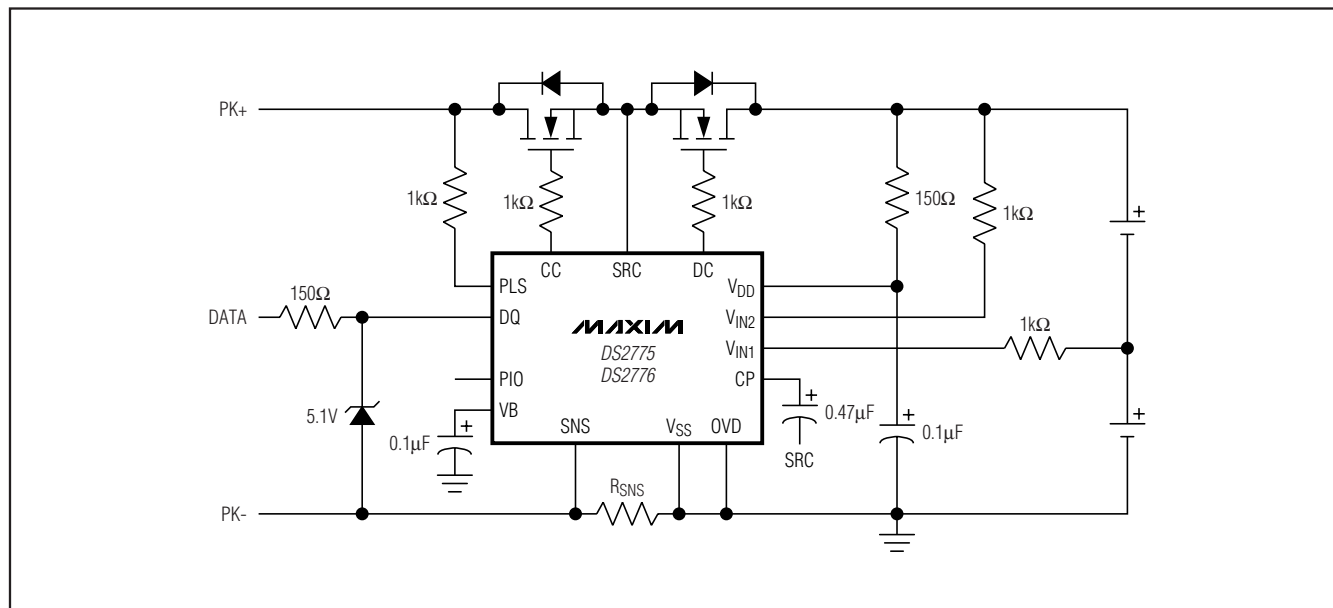 PK+
1kΩ
1kΩ
1kΩ
150Ω
1kΩ
+
CC
SRC
DC
PLS
VDD
DATA
150Ω
DQ
MAXIM
VIN2
DS2775
VIN1
1kΩ
DS2776
PIO
CP
5.1V
VB
+
0.47µF
+
+
0.1µF
+
SNS
VSS
OVD
SRC
0.1µF
RSNS
PK-